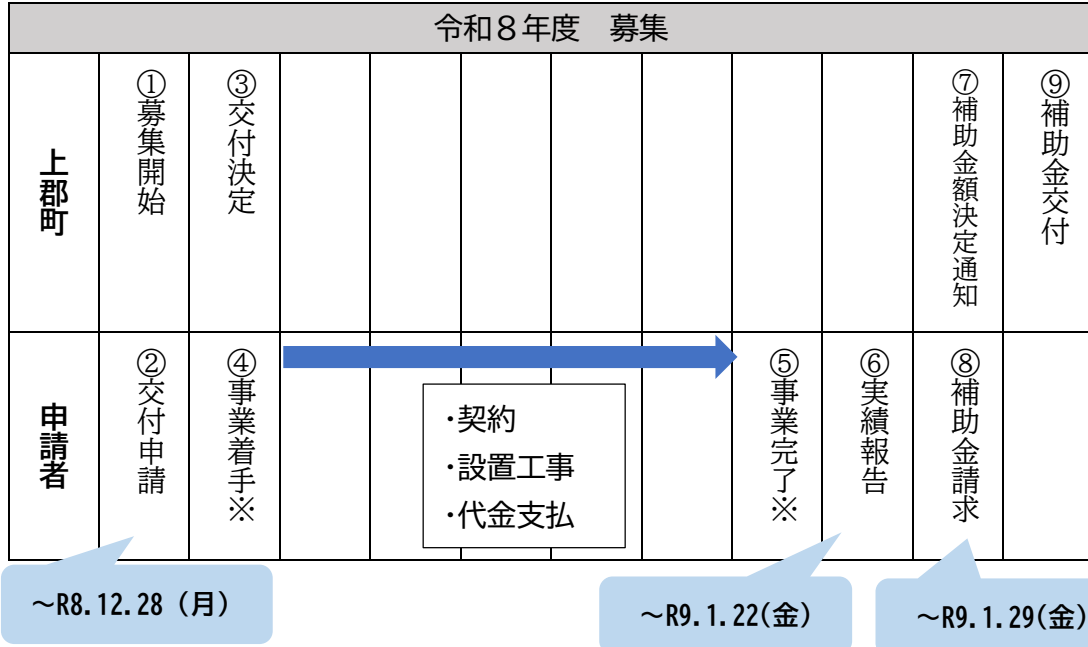 令和８年度　募集
上郡町
①募集開始
③交付決定
⑦補助金額決定通知
⑨補助金交付
申請者
②交付申請
④事業着手※
・契約
・設置工事
・代金支払
⑤事業完了※
⑥実績報告
⑧補助金請求
～R8.12.28（月）
～R9.1.22(金)
～R9.1.29(金)